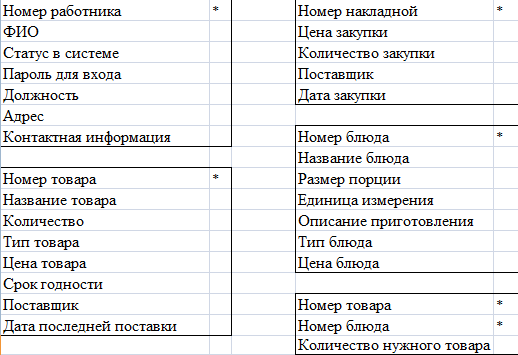 Номер работника *
ФИО
Статус в системе
Пароль для входа
Должность
Адрес
Контактная информация
Номер товара *
Название товара
Количество
Тип товара
Цена товара
Срок годности
Поставщик
Дата последней поставки
Номер накладной *
Цена закупки
Количество закупки
Поставщик
Дата закупки
Номер блюда *
Название блюда
Размер порции
Единица измерения
Описание приготовления
Тип блюда
Цена блюда
Номер товара *
Номер блюда *
Количество нужного товара